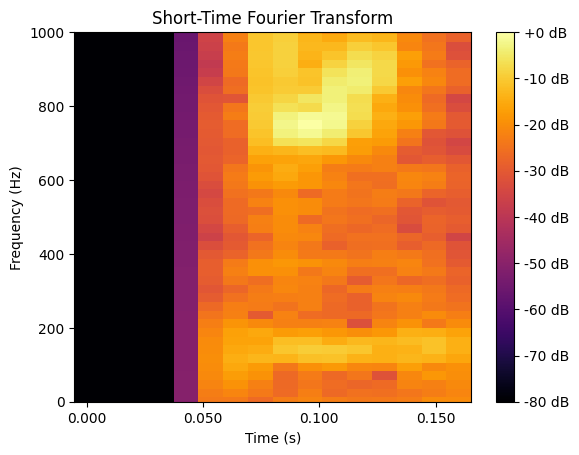 Short-Time Fourier Transform
Frequency (Hz)
1000
800
600
400
200
0
0.000
0.050
0.100
0.150
Time (s)
+0 dB
-10 dB
-20 dB
-30 dB
-40 dB
-50 dB
-60 dB
-70 dB
-80 dB